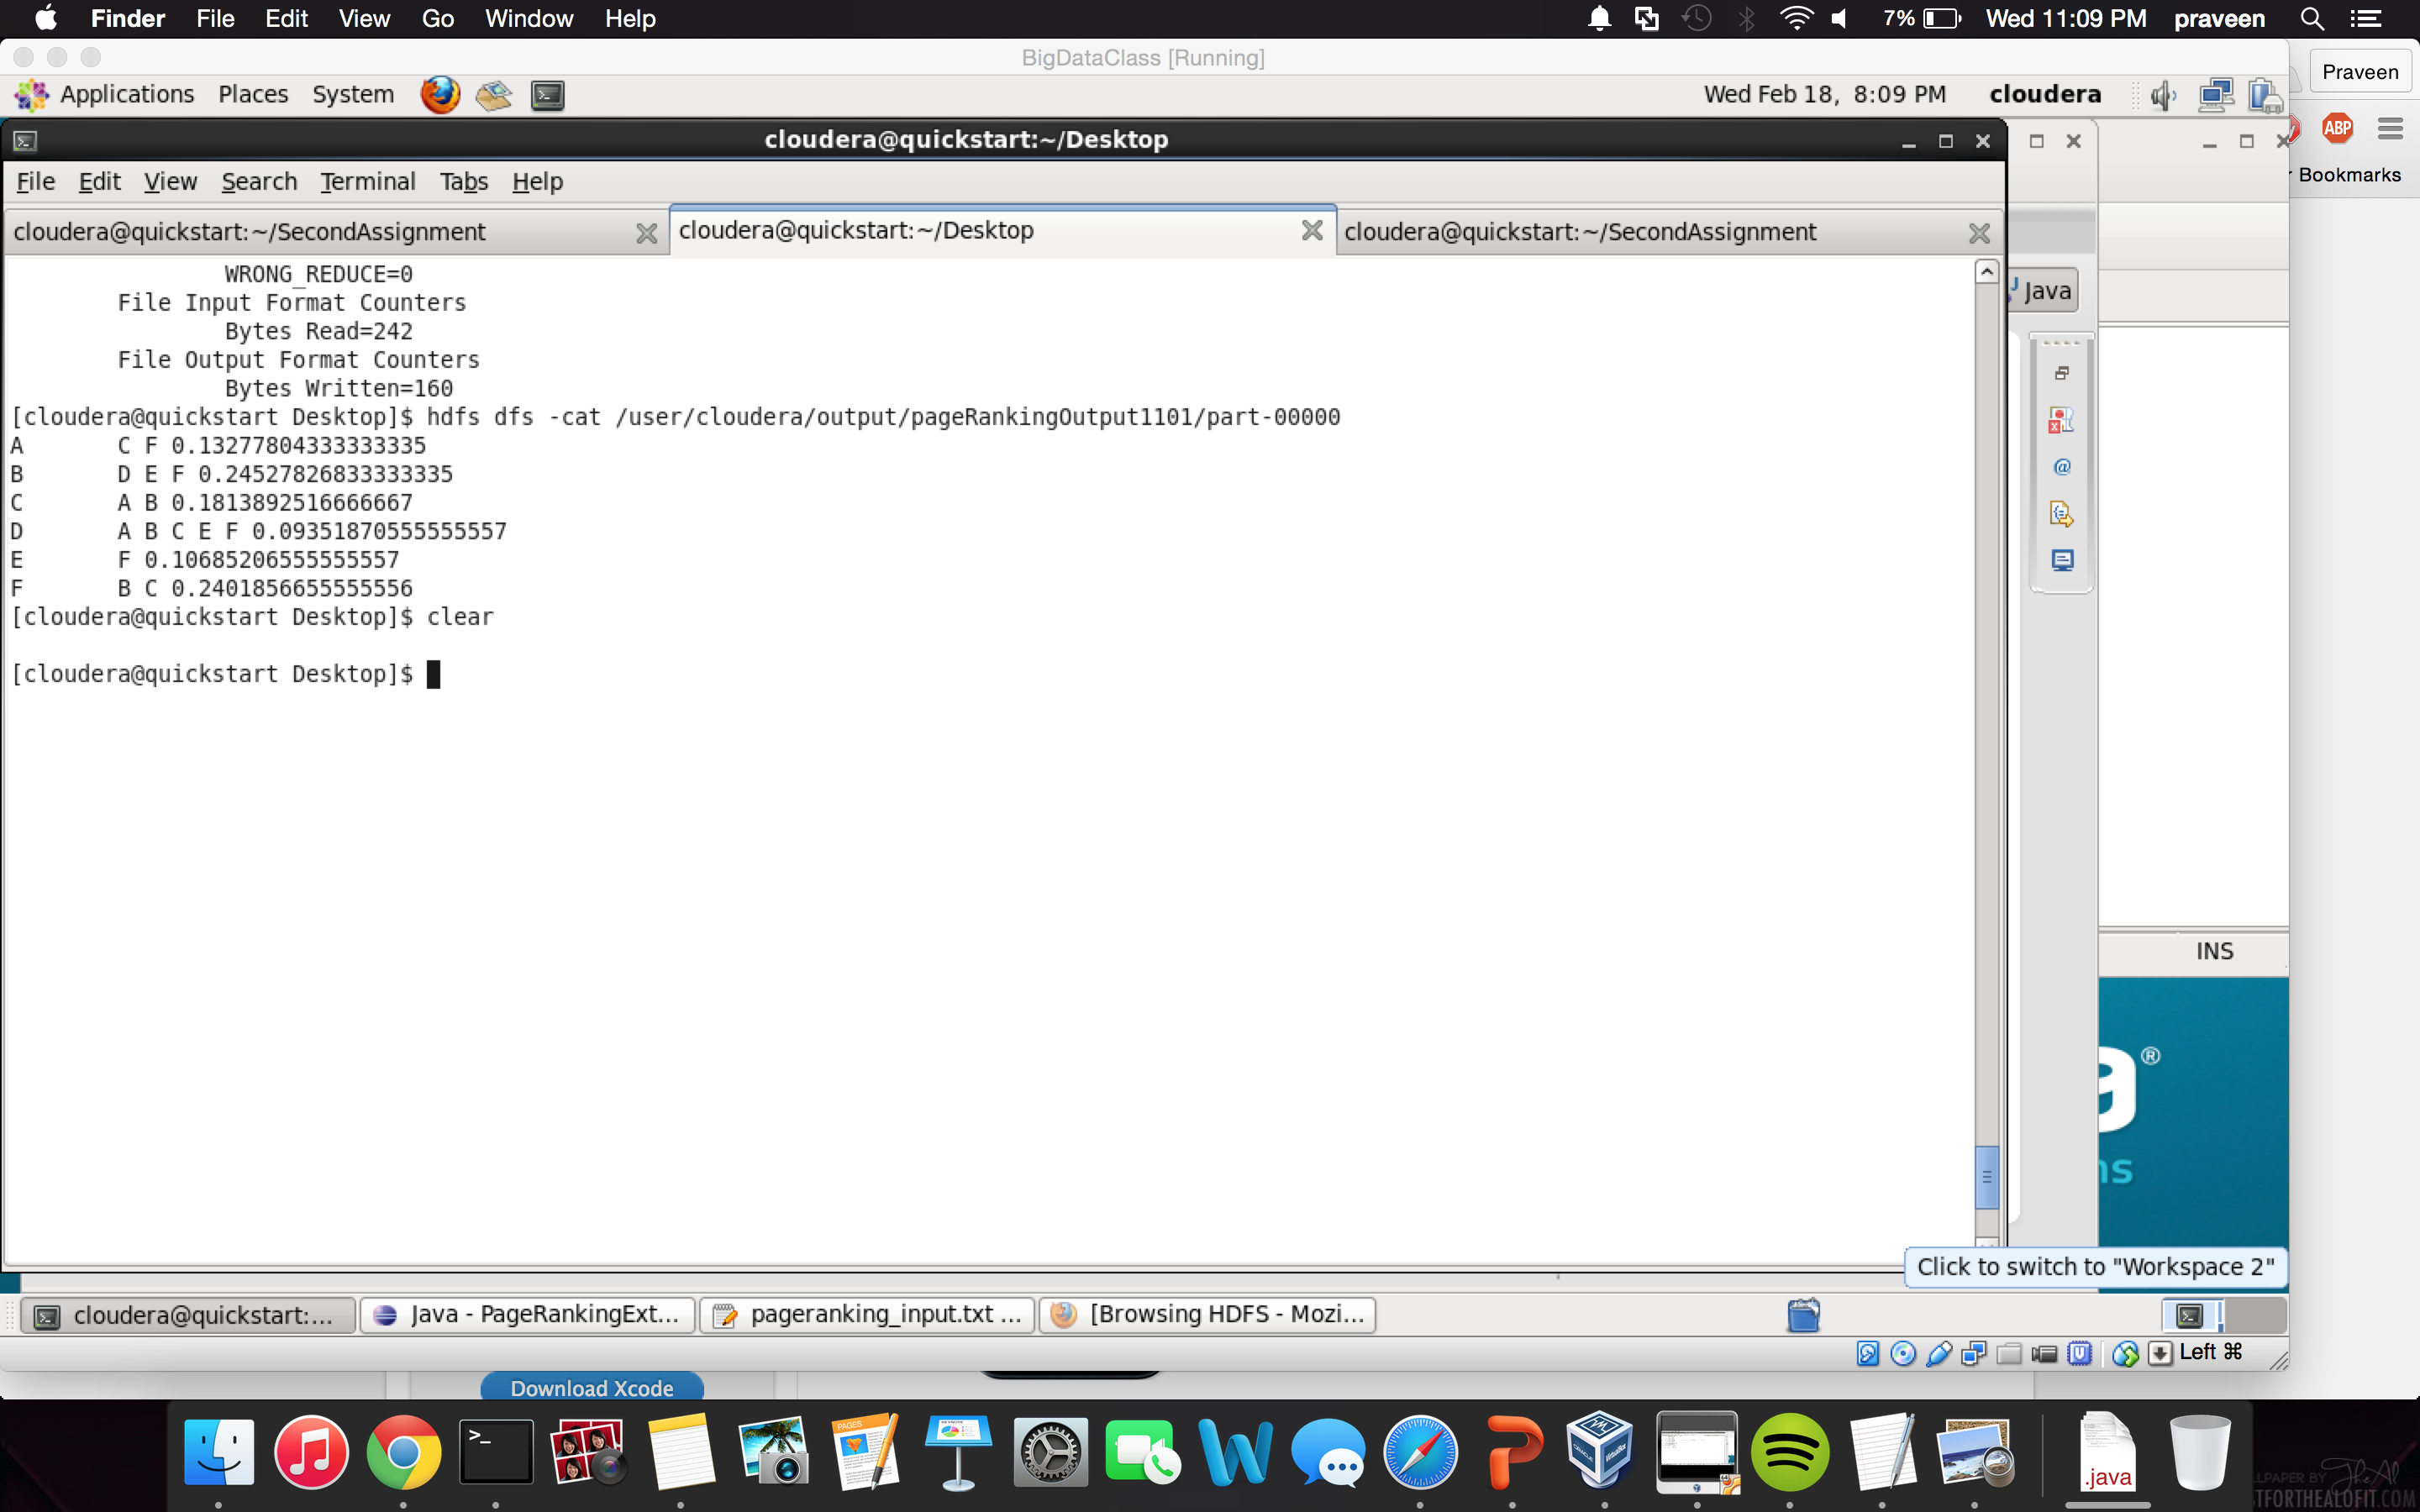 Finder File Edit View Go Window Help 7% Wed 11:09 PM praveen
BigDataClass [Running]
Praveen
Applications Places System Wed Feb 18, 8:09 PM cloudera
ABP
cloudera@quickstart:~/Desktop
File Edit View Search Terminal Tabs Help
Bookmarks
cloudera@quickstart:~/SecondAssignment cloudera@quickstart:~/Desktop cloudera@quickstart:~/SecondAssignment
WRONG_REDUCE=0
Java
File Input Format Counters
Bytes Read=242
File Output Format Counters
Bytes Written=160
[cloudera@quickstart Desktop]$ hdfs dfs -cat /user/cloudera/output/pageRankingOutput1101/part-00000
A C F 0.13277804333333335
B D E F 0.24527826833333335
C A B 0.1813892516666667
D A B C E F 0.09351870555555557
E F 0.10685206555555557
F B C 0.2401856655555556
[cloudera@quickstart Desktop]$ clear
[cloudera@quickstart Desktop]$
INS
®
Click to switch to "Workspace 2"
cloudera@quickstart:... Java - PageRankingExt... pageranking_input.txt ... [Browsing HDFS - Mozi...
Left ⌘
Download Xcode
PAGES
.java